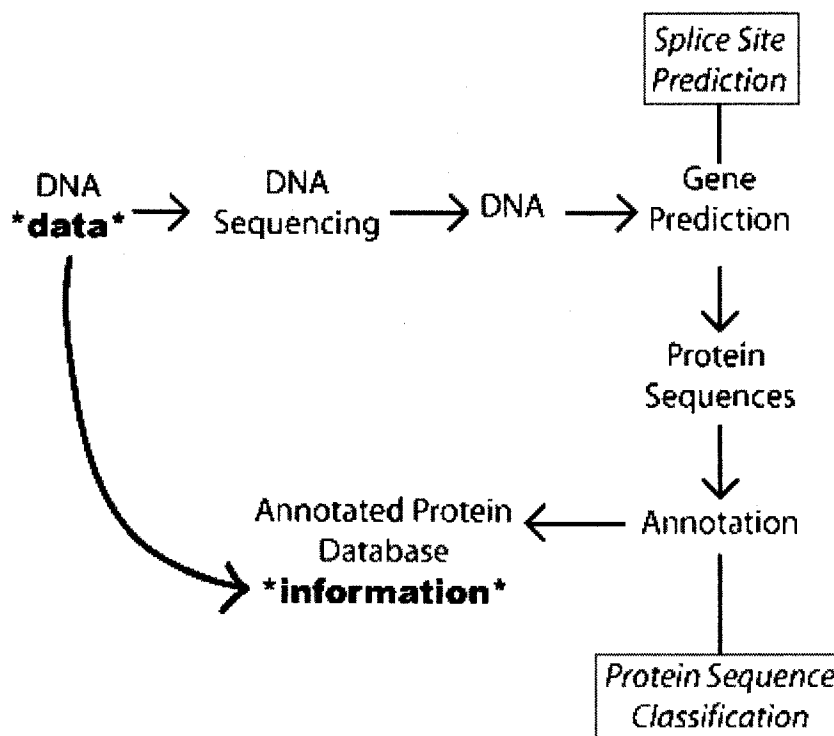 Splice Site
Prediction
DNA
*data*
DNA
Sequencing
DNA
Gene
Prediction
Protein
Sequences
Annotation
Annotated Protein
Database
*information*
Protein Sequence
Classification